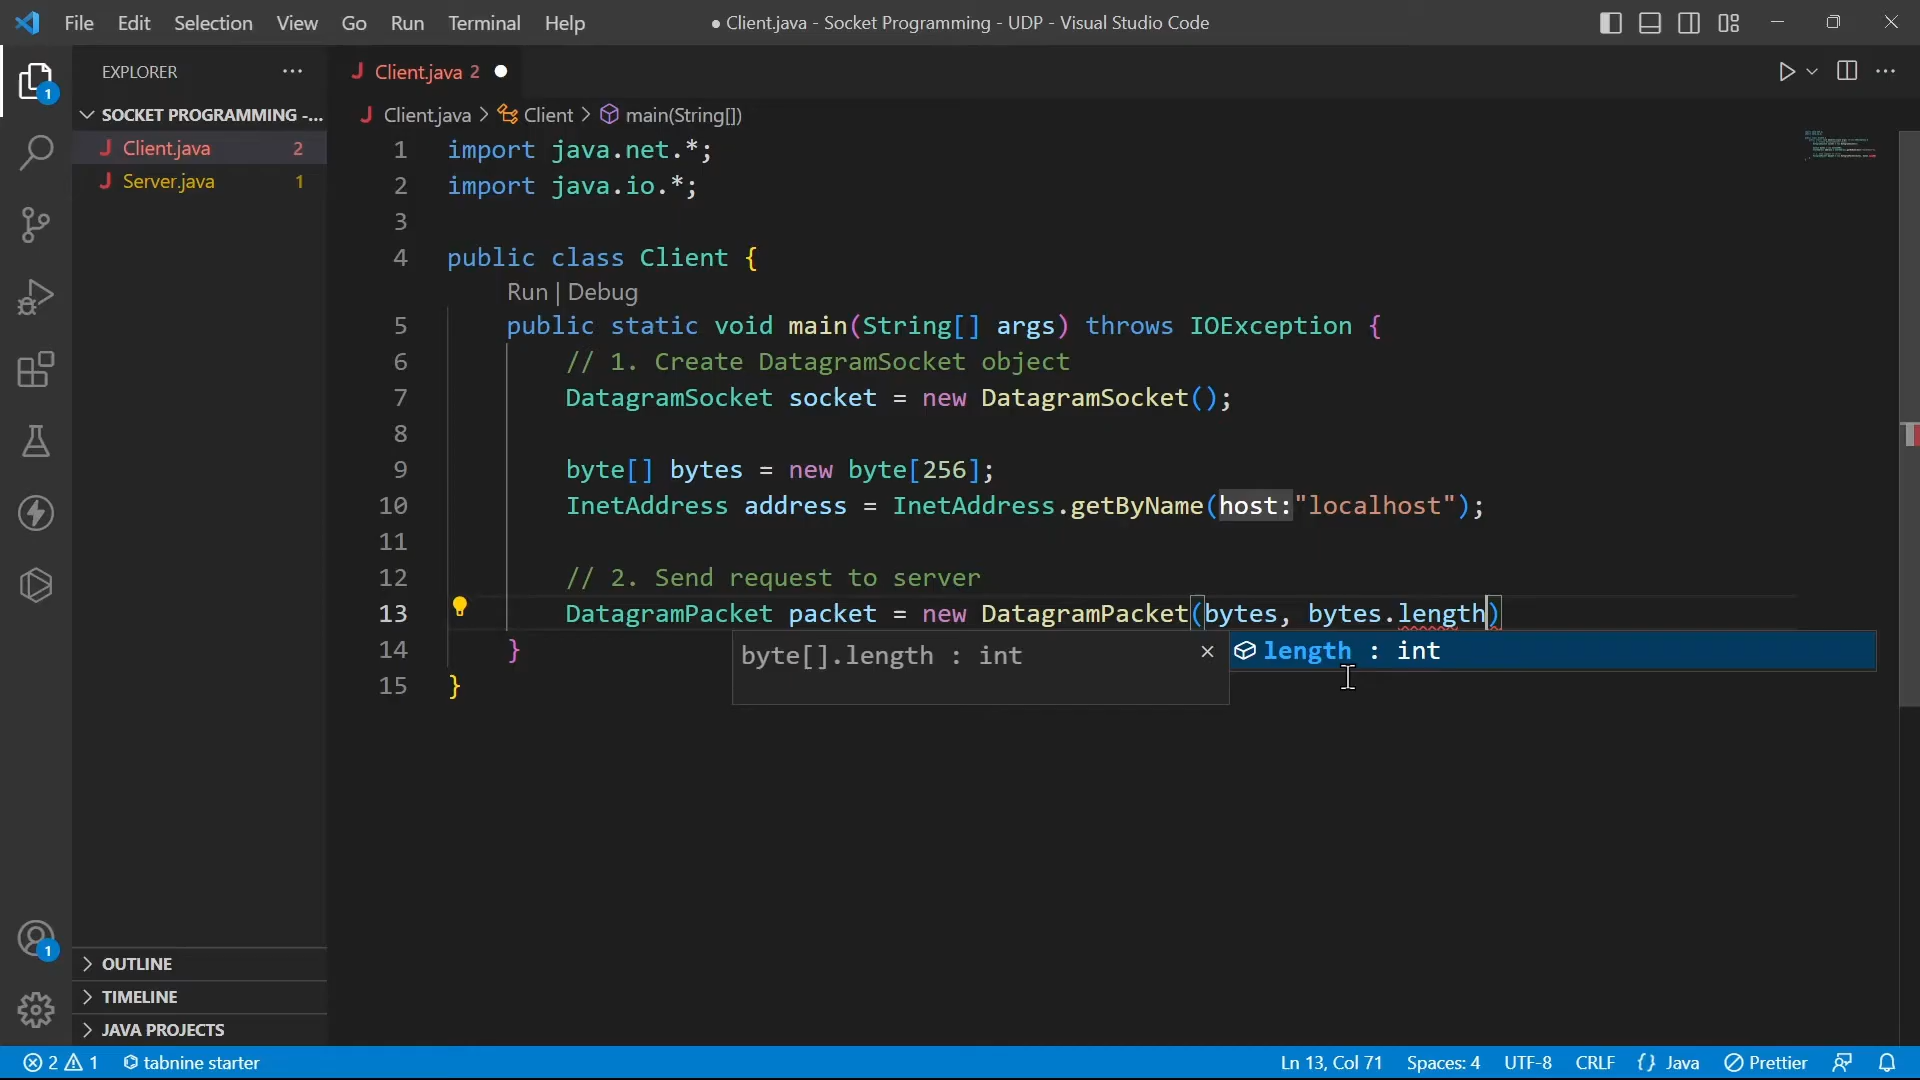 File Edit Selection View Go Run Terminal Help
● Client.java - Socket Programming - UDP - Visual Studio Code
EXPLORER
SOCKET PROGRAMMING -...
J Client.java 2
J Server.java 1
OUTLINE
TIMELINE
JAVA PROJECTS
1
1
J Client.java 2
J Client.java > Client > main(String[])
1 import java.net.*;
2 import java.io.*;
3
4 public class Client {
Run | Debug
5 public static void main(String[] args) throws IOException {
6 // 1. Create DatagramSocket object
7 DatagramSocket socket = new DatagramSocket();
8
9 byte[] bytes = new byte[256];
10 InetAddress address = InetAddress.getByName(host:"localhost");
11
12 // 2. Send request to server
13 DatagramPacket packet = new DatagramPacket(bytes, bytes.length)
byte[].length : int
length : int
14 }
15 }
2 1 tabnine starter
Ln 13, Col 71 Spaces: 4 UTF-8 CRLF {} Java Prettier